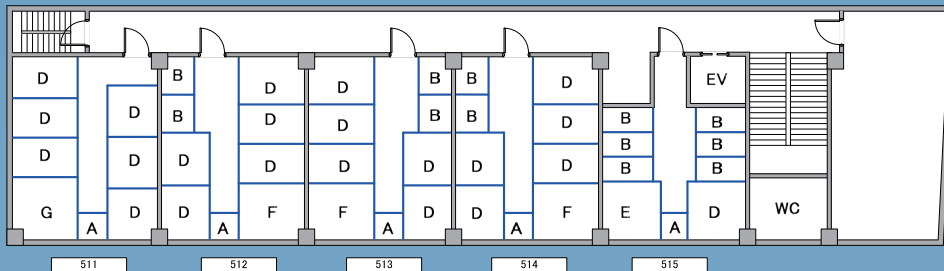 D B D D B B D EV
D D B D D B B D B B
B B
D D D D D D D D B B
G D D F F D D F E D WC
A A A A A
511 512 513 514 515